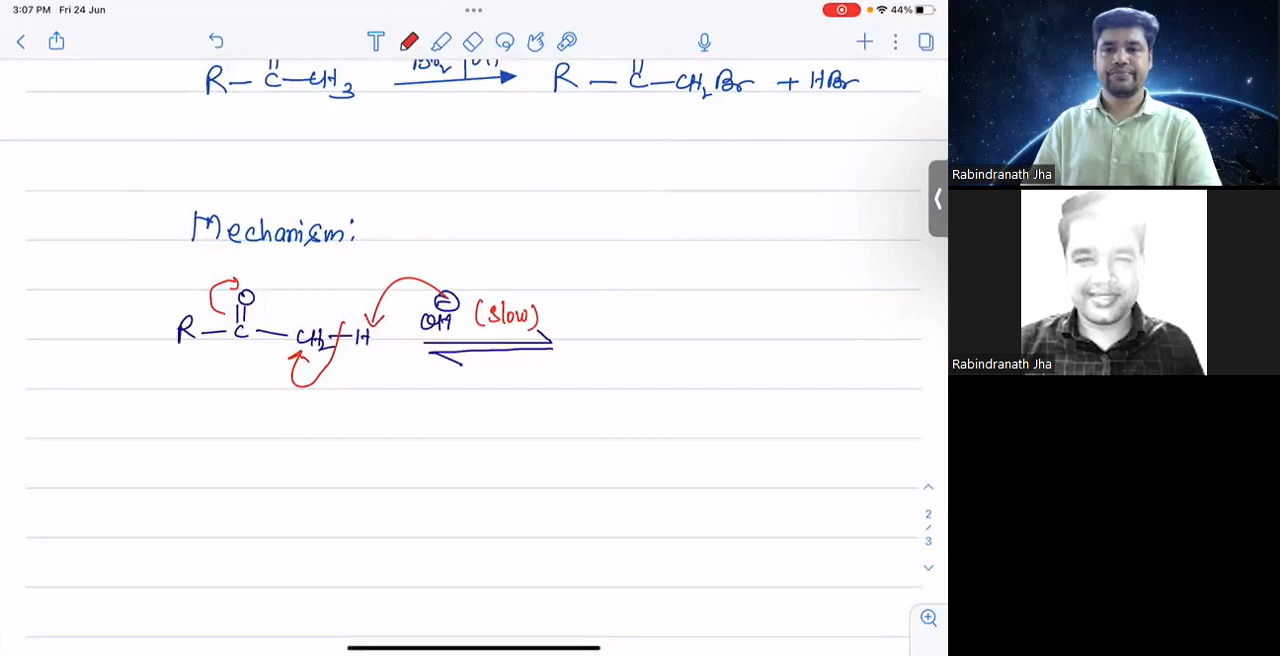 3:07 PM Fri 24 Jun
44%
R — C — CH3 → R — C — CH2Br + HBr
Mechanism:
O
R — C — CH2 — H OH (slow)
2
/
3
Rabindranath Jha
Rabindranath Jha